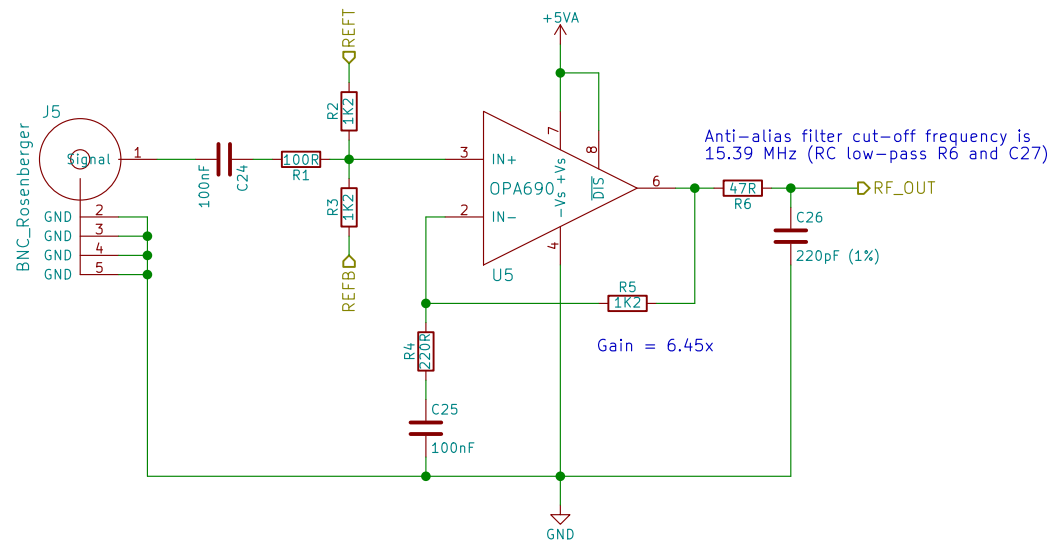 +5VA
REFT
J5
BNC_Rosenberger
Signal
1
GND 2
GND 3
GND 4
GND 5
100nF
C24
100R
R1
R2
1K2
R3
1K2
REFB
3 IN+
2 IN-
OPA690
7
+Vs
-Vs
4
8
DIS
6
U5
R5
1K2
Gain = 6.45x
R4
220R
C25
100nF
Anti-alias filter cut-off frequency is
15.39 MHz (RC low-pass R6 and C27)
47R
R6
RF_OUT
C26
220pF (1%)
GND